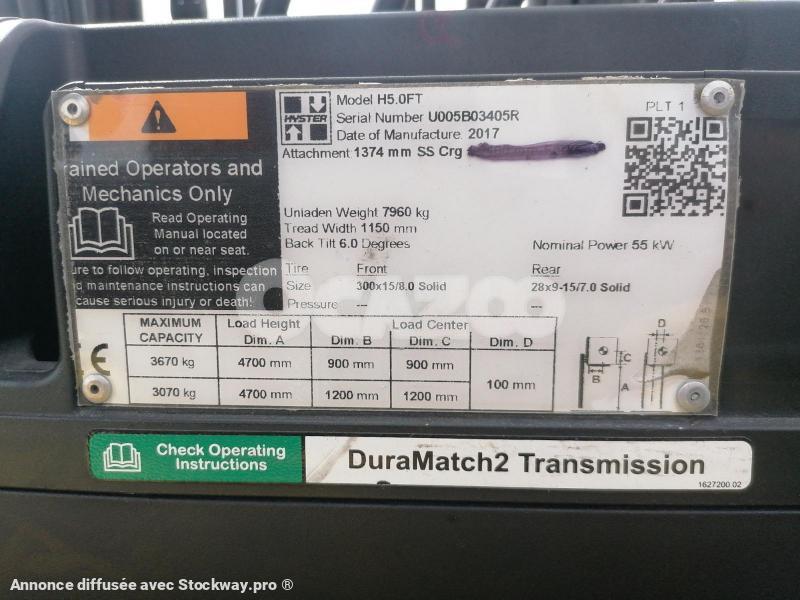 HYSTER
Model H5.0FT
Serial Number U005B03405R
Date of Manufacture 2017
Attachment 1374 mm SS Crg
PLT 1
rained Operators and
Mechanics Only
Read Operating
Manual located
on or near seat.
ure to follow operating, inspection
d maintenance instructions can
cause serious injury or death!
Unladen Weight 7960 kg
Tread Width 1150 mm
Back Tilt 6.0 Degrees
Nominal Power 55 kW
Tire Front Rear
Size 300x15/8.0 Solid 28x9-15/7.0 Solid
Pressure --- ---
OCAZOO
MAXIMUM CAPACITY Load Height Dim. A Load Center Dim. B Dim. C Dim. D
3670 kg 4700 mm 900 mm 900 mm 100 mm
3070 kg 4700 mm 1200 mm 1200 mm
CE
D
C
B
A
Check Operating
Instructions
DuraMatch2 Transmission
1627200 02
Annonce diffusée avec Stockway.pro ®